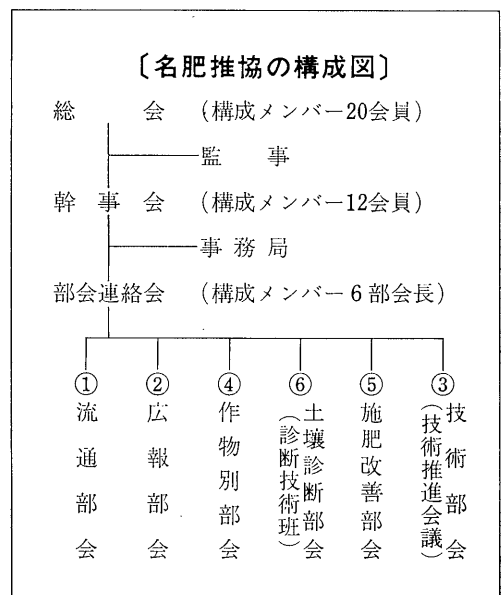 〔名肥推協の構成図〕
総会 (構成メンバー20会員)
監事
幹事会 (構成メンバー12会員)
事務局
部会連絡会 (構成メンバー6部会長)
①流通部会
②広報部会
④作物別部会
⑥土壌診断部会
(診断技術班)
⑤施肥改善部会
③技術部会
(技術推進会議)